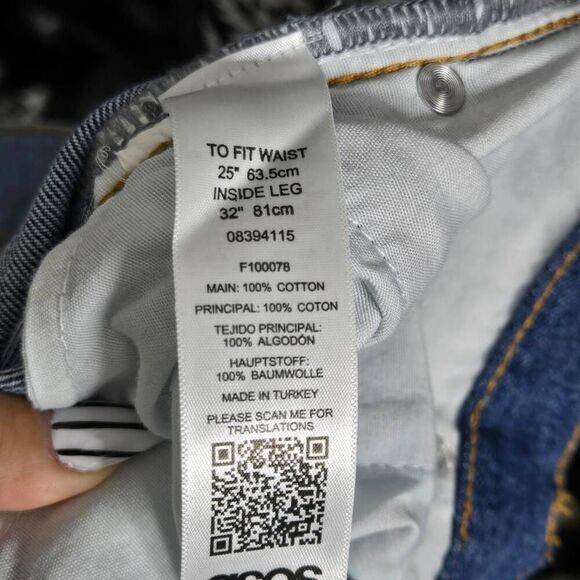 TO FIT WAIST
25" 63.5cm
INSIDE LEG
32" 81cm
08394115
F100078
MAIN: 100% COTTON
PRINCIPAL: 100% COTON
TEJIDO PRINCIPAL:
100% ALGODÓN
HAUPTSTOFF:
100% BAUMWOLLE
MADE IN TURKEY
PLEASE SCAN ME FOR
TRANSLATIONS
asos